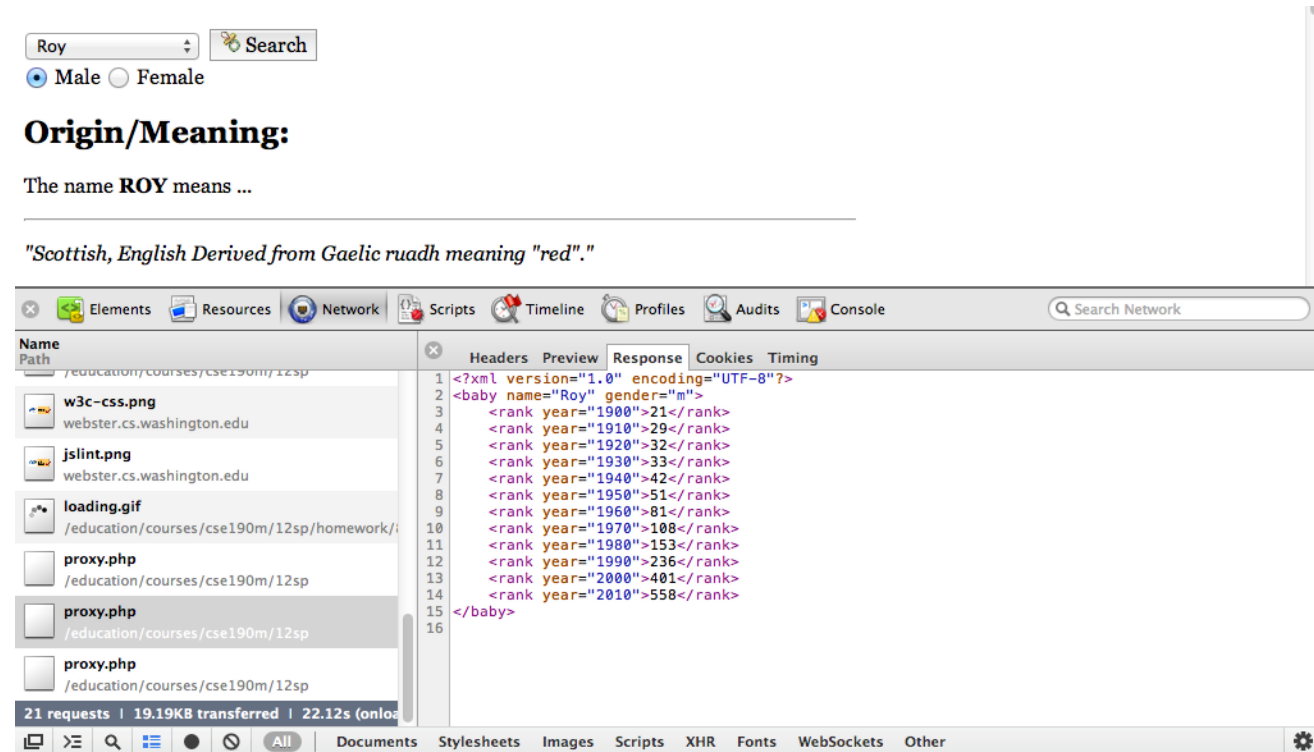 Roy
Search
Male Female
Origin/Meaning:
The name ROY means ...
"Scottish, English Derived from Gaelic ruadh meaning "red"."
Elements Resources Network Scripts Timeline Profiles Audits Console Search Network
Name
Path
/education/courses/cse190m/12sp
w3c-css.png
webster.cs.washington.edu
jslint.png
webster.cs.washington.edu
loading.gif
/education/courses/cse190m/12sp/homework/
proxy.php
/education/courses/cse190m/12sp
proxy.php
/education/courses/cse190m/12sp
proxy.php
/education/courses/cse190m/12sp
21 requests | 19.19KB transferred | 22.12s (onloa
Headers Preview Response Cookies Timing
1 <?xml version="1.0" encoding="UTF-8"?>
2 <baby name="Roy" gender="m">
3 <rank year="1900">21</rank>
4 <rank year="1910">29</rank>
5 <rank year="1920">32</rank>
6 <rank year="1930">33</rank>
7 <rank year="1940">42</rank>
8 <rank year="1950">51</rank>
9 <rank year="1960">81</rank>
10 <rank year="1970">108</rank>
11 <rank year="1980">153</rank>
12 <rank year="1990">236</rank>
13 <rank year="2000">401</rank>
14 <rank year="2010">558</rank>
15 </baby>
16
All Documents Stylesheets Images Scripts XHR Fonts WebSockets Other